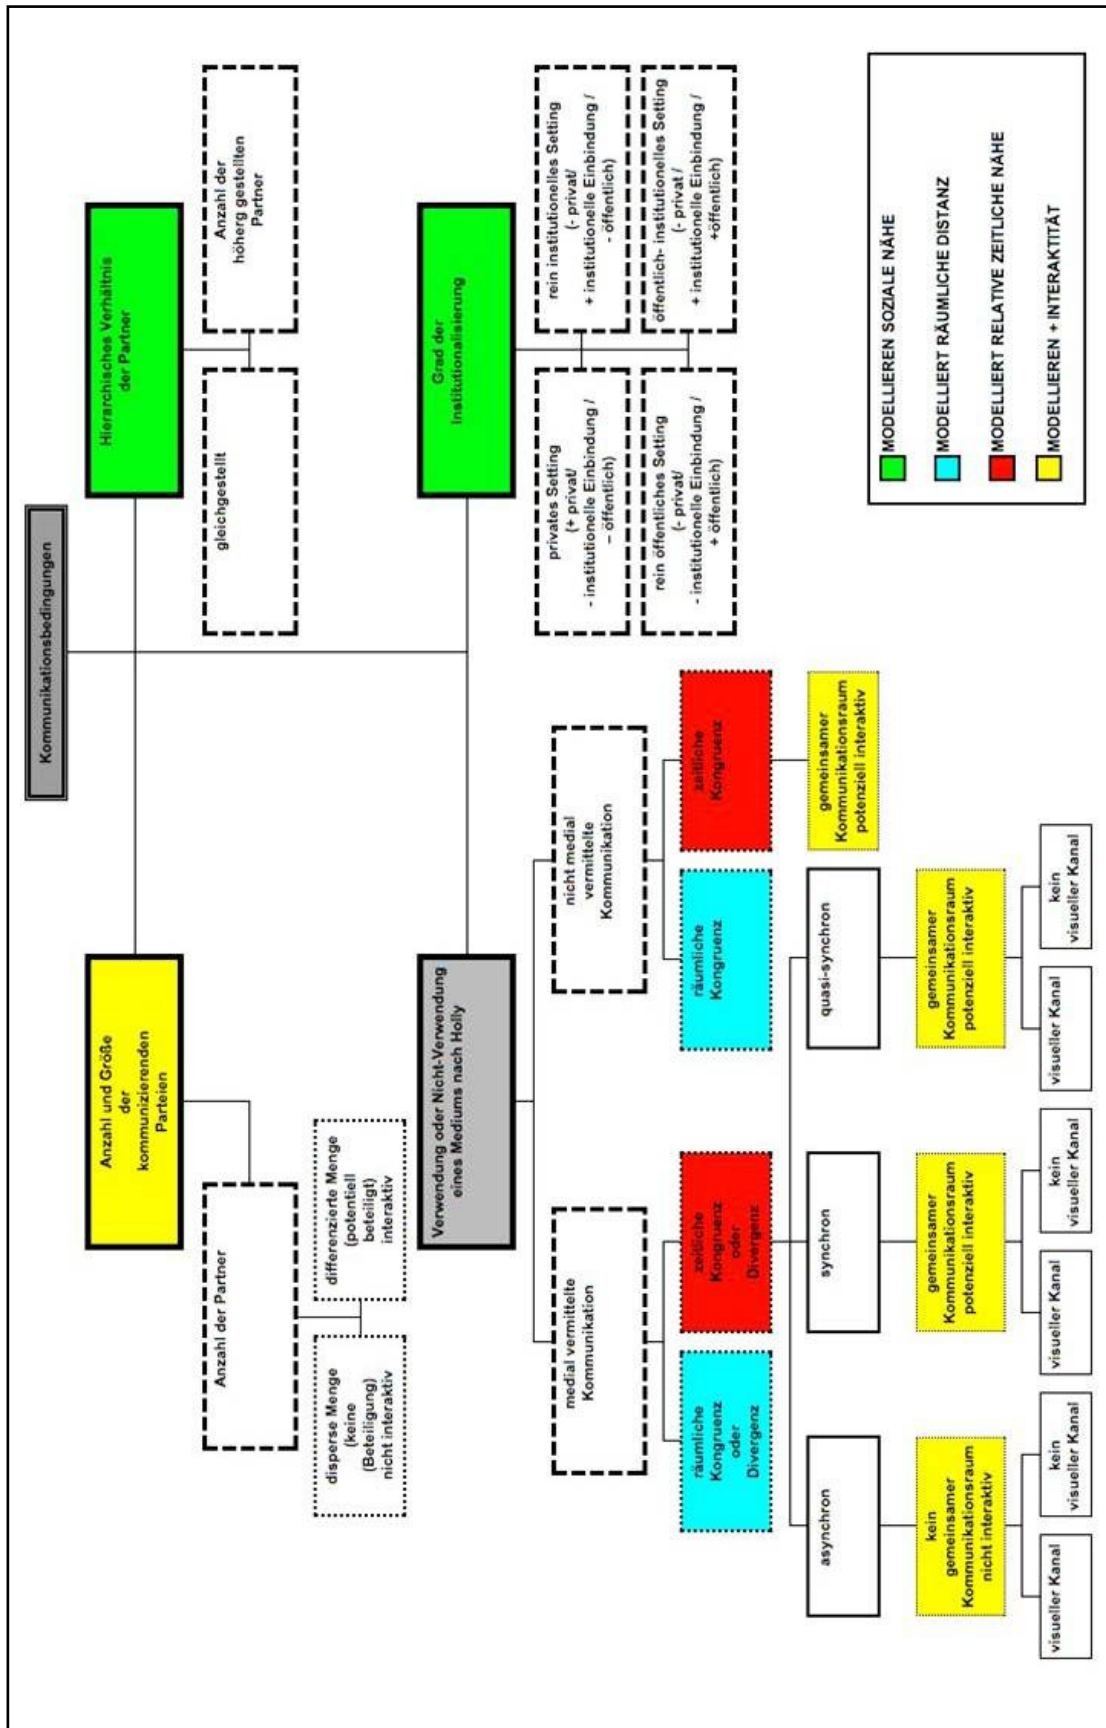 Kommunikationsbedingungen
Anzahl und Größe
der
kommunizierenden
Parteien
Hierarchisches Verhältnis
der Partner
Anzahl der Partner
gleichgestellt
Anzahl der
höherg gestellten
Partner
disperse Menge
(keine
(Beteiligung)
nicht interaktiv
differenzierte Menge
(potentiell
beteiligt)
interaktiv
Verwendung oder Nicht-Verwendung
eines Mediums nach Holly
Grad der
Institutionalisierung
medial vermittelte
Kommunikation
nicht medial
vermittelte
Kommunikation
privates Setting
(+ privat/
- institutionelle Einbindung /
– öffentlich)
rein institutionelles Setting
(- privat/
+ institutionelle Einbindung /
- öffentlich)
rein öffentliches Setting
(- privat/
- institutionelle Einbindung /
+ öffentlich)
öffentlich- institutionelles Setting
(- privat /
+ institutionelle Einbindung /
+öffentlich)
räumliche
Kongruenz
oder
Divergenz
zeitliche
Kongruenz
oder
Divergenz
räumliche
Kongruenz
zeitliche
Kongruenz
asynchron
synchron
quasi-synchron
gemeinsamer
Kommunikationsraum
potenziell interaktiv
kein
gemeinsamer
Kommunikationsraum
nicht interaktiv
gemeinsamer
Kommunikationsraum
potenziell interaktiv
gemeinsamer
Kommunikationsraum
potenziell interaktiv
visueller Kanal
kein
visueller Kanal
visueller Kanal
kein
visueller Kanal
visueller Kanal
kein
visueller Kanal
MODELLIEREN SOZIALE NÄHE
MODELLIERT RÄUMLICHE DISTANZ
MODELLIERT RELATIVE ZEITLICHE NÄHE
MODELLIEREN + INTERAKTITÄT